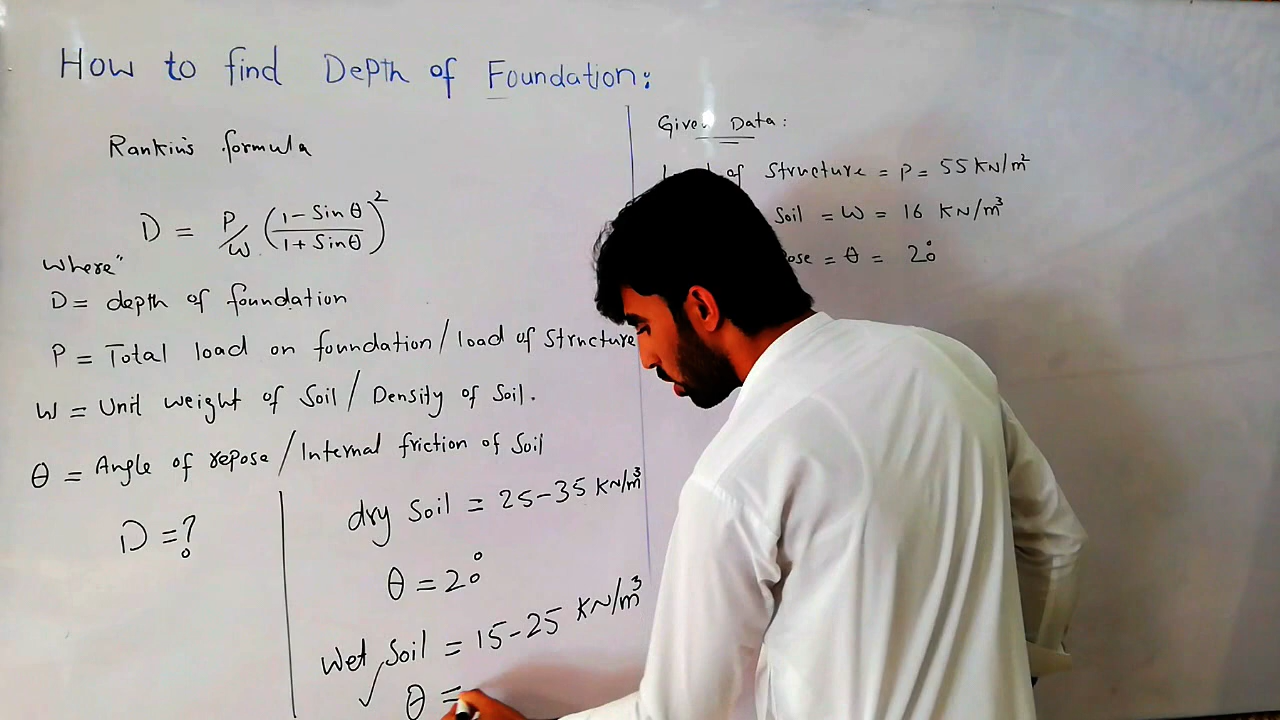 How to find Depth of Foundation:
Rankin's formula
D = P/W (1 - Sin θ / 1 + Sin θ)²
Where"
D = depth of foundation
P = Total load on foundation / load of Structure
W = Unit weight of Soil / Density of Soil.
θ = Angle of repose / Internal friction of Soil
D = ?
dry Soil = 25-35 KN/m³
θ = 20°
Wet Soil = 15-25 KN/m³
✓ θ =
Given Data:
of Structure = P = 55 KN/m²
Soil = W = 16 KN/m³
= θ = 20°